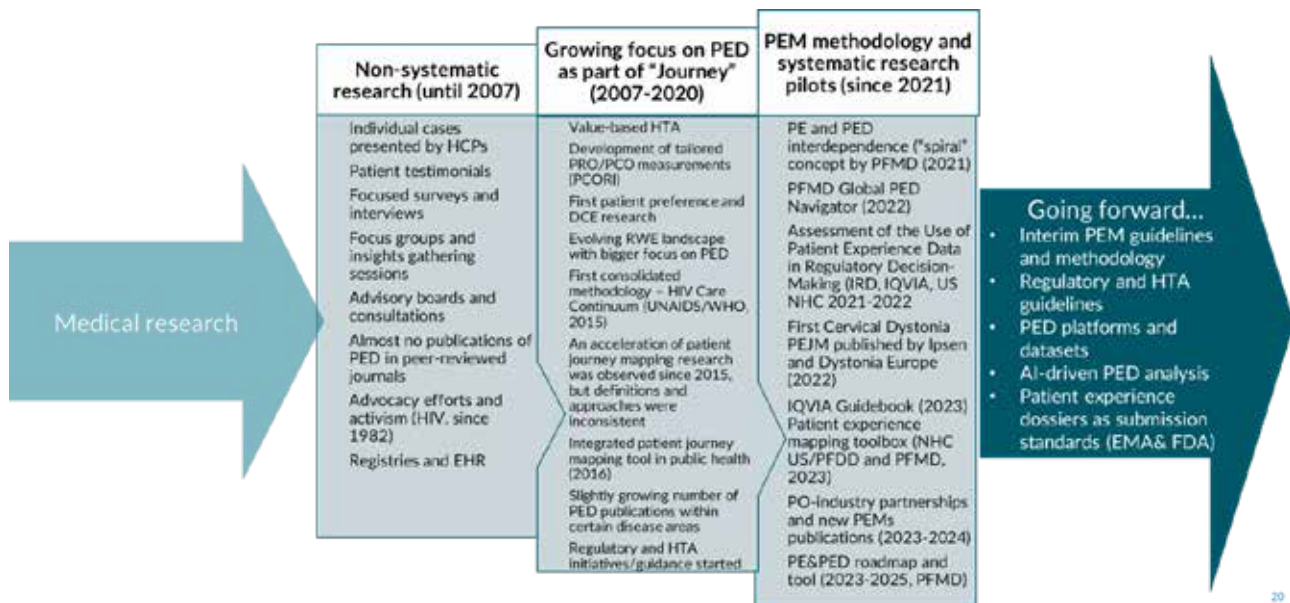 Medical research
Non-systematic
research (until 2007)
Individual cases
presented by HCPs
Patient testimonials
Focused surveys and
interviews
Focus groups and
insights gathering
sessions
Advisory boards and
consultations
Almost no publications of
PED in peer-reviewed
journals
Advocacy efforts and
activism (HIV, since
1982)
Registries and EHR
Growing focus on PED
as part of "Journey"
(2007-2020)
Value-based HTA
Development of tailored
PRO/PCO measurements
(PCORI)
First patient preference and
DCE research
Evolving RWE landscape
with bigger focus on PED
First consolidated
methodology – HIV Care
Continuum (UNAIDS/WHO,
2015)
An acceleration of patient
journey mapping research
was observed since 2015,
but definitions and
approaches were
inconsistent
Integrated patient journey
mapping tool in public health
(2016)
Slightly growing number of
PED publications within
certain disease areas
Regulatory and HTA
initiatives/guidance started
PEM methodology and
systematic research
pilots (since 2021)
PE and PED
interdependence ("spiral"
concept by PFMD (2021)
PFMD Global PED
Navigator (2022)
Assessment of the Use of
Patient Experience Data
in Regulatory Decision-
Making (IRD, IQVIA, US
NHC 2021-2022
First Cervical Dystonia
PEJM published by Ipsen
and Dystonia Europe
(2022)
IQVIA Guidebook (2023)
Patient experience
mapping toolbox (NHC
US/PFDD and PFMD,
2023)
PO-industry partnerships
and new PEMs
publications (2023-2024)
PE&PED roadmap and
tool (2023-2025, PFMD)
Going forward...
• Interim PEM guidelines
and methodology
• Regulatory and HTA
guidelines
• PED platforms and
datasets
• AI-driven PED analysis
• Patient experience
dossiers as submission
standards (EMA& FDA)
20